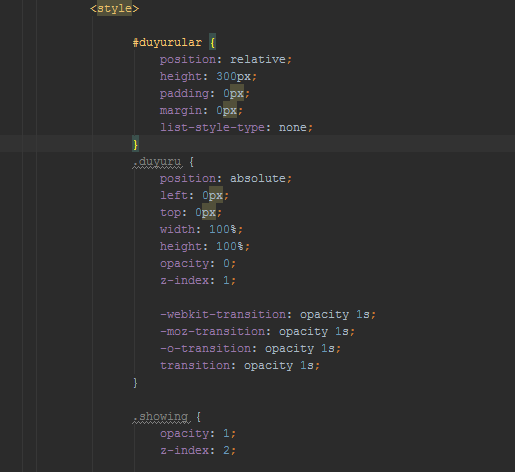 <style>
#duyurular {
position: relative;
height: 300px;
padding: 0px;
margin: 0px;
list-style-type: none;
}
.duyuru {
position: absolute;
left: 0px;
top: 0px;
width: 100%;
height: 100%;
opacity: 0;
z-index: 1;
-webkit-transition: opacity 1s;
-moz-transition: opacity 1s;
-o-transition: opacity 1s;
transition: opacity 1s;
}
.showing {
opacity: 1;
z-index: 2;